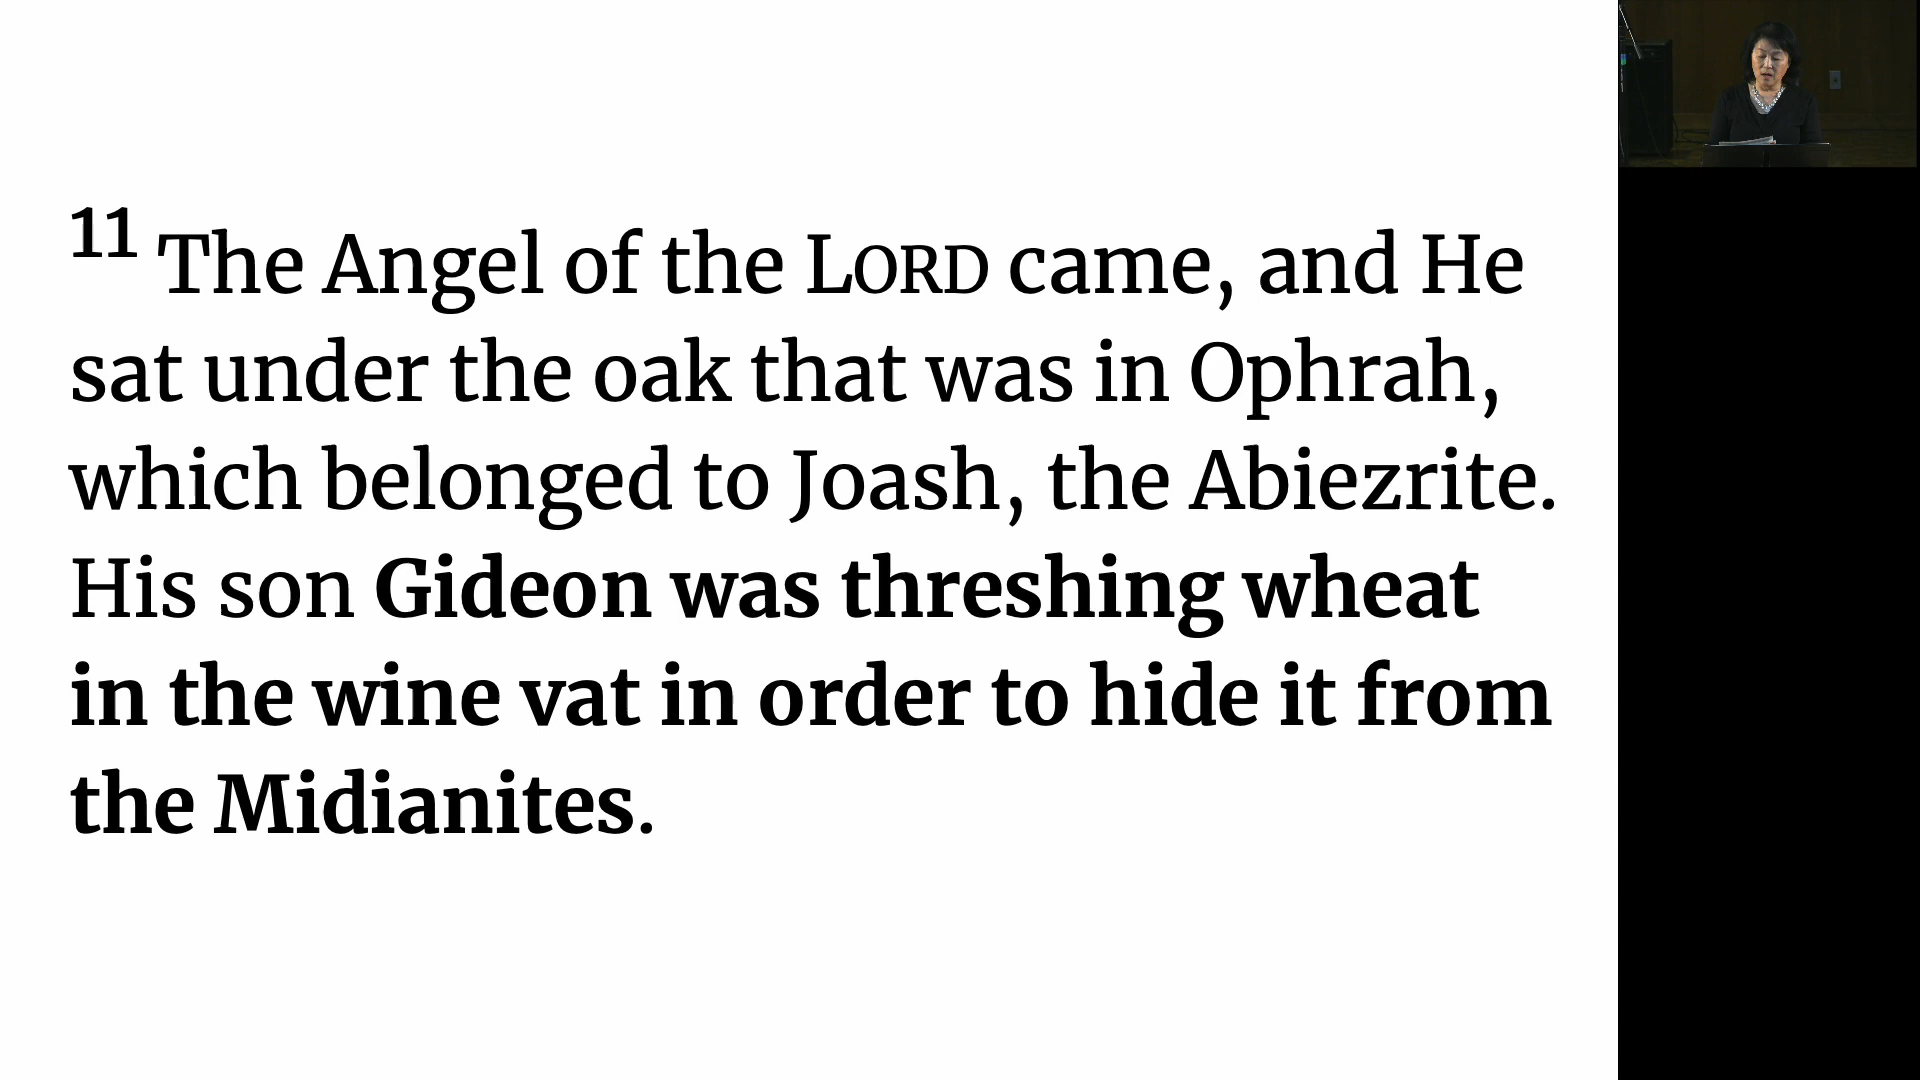 11 The Angel of the LORD came, and He
sat under the oak that was in Ophrah,
which belonged to Joash, the Abiezrite.
His son Gideon was threshing wheat
in the wine vat in order to hide it from
the Midianites.